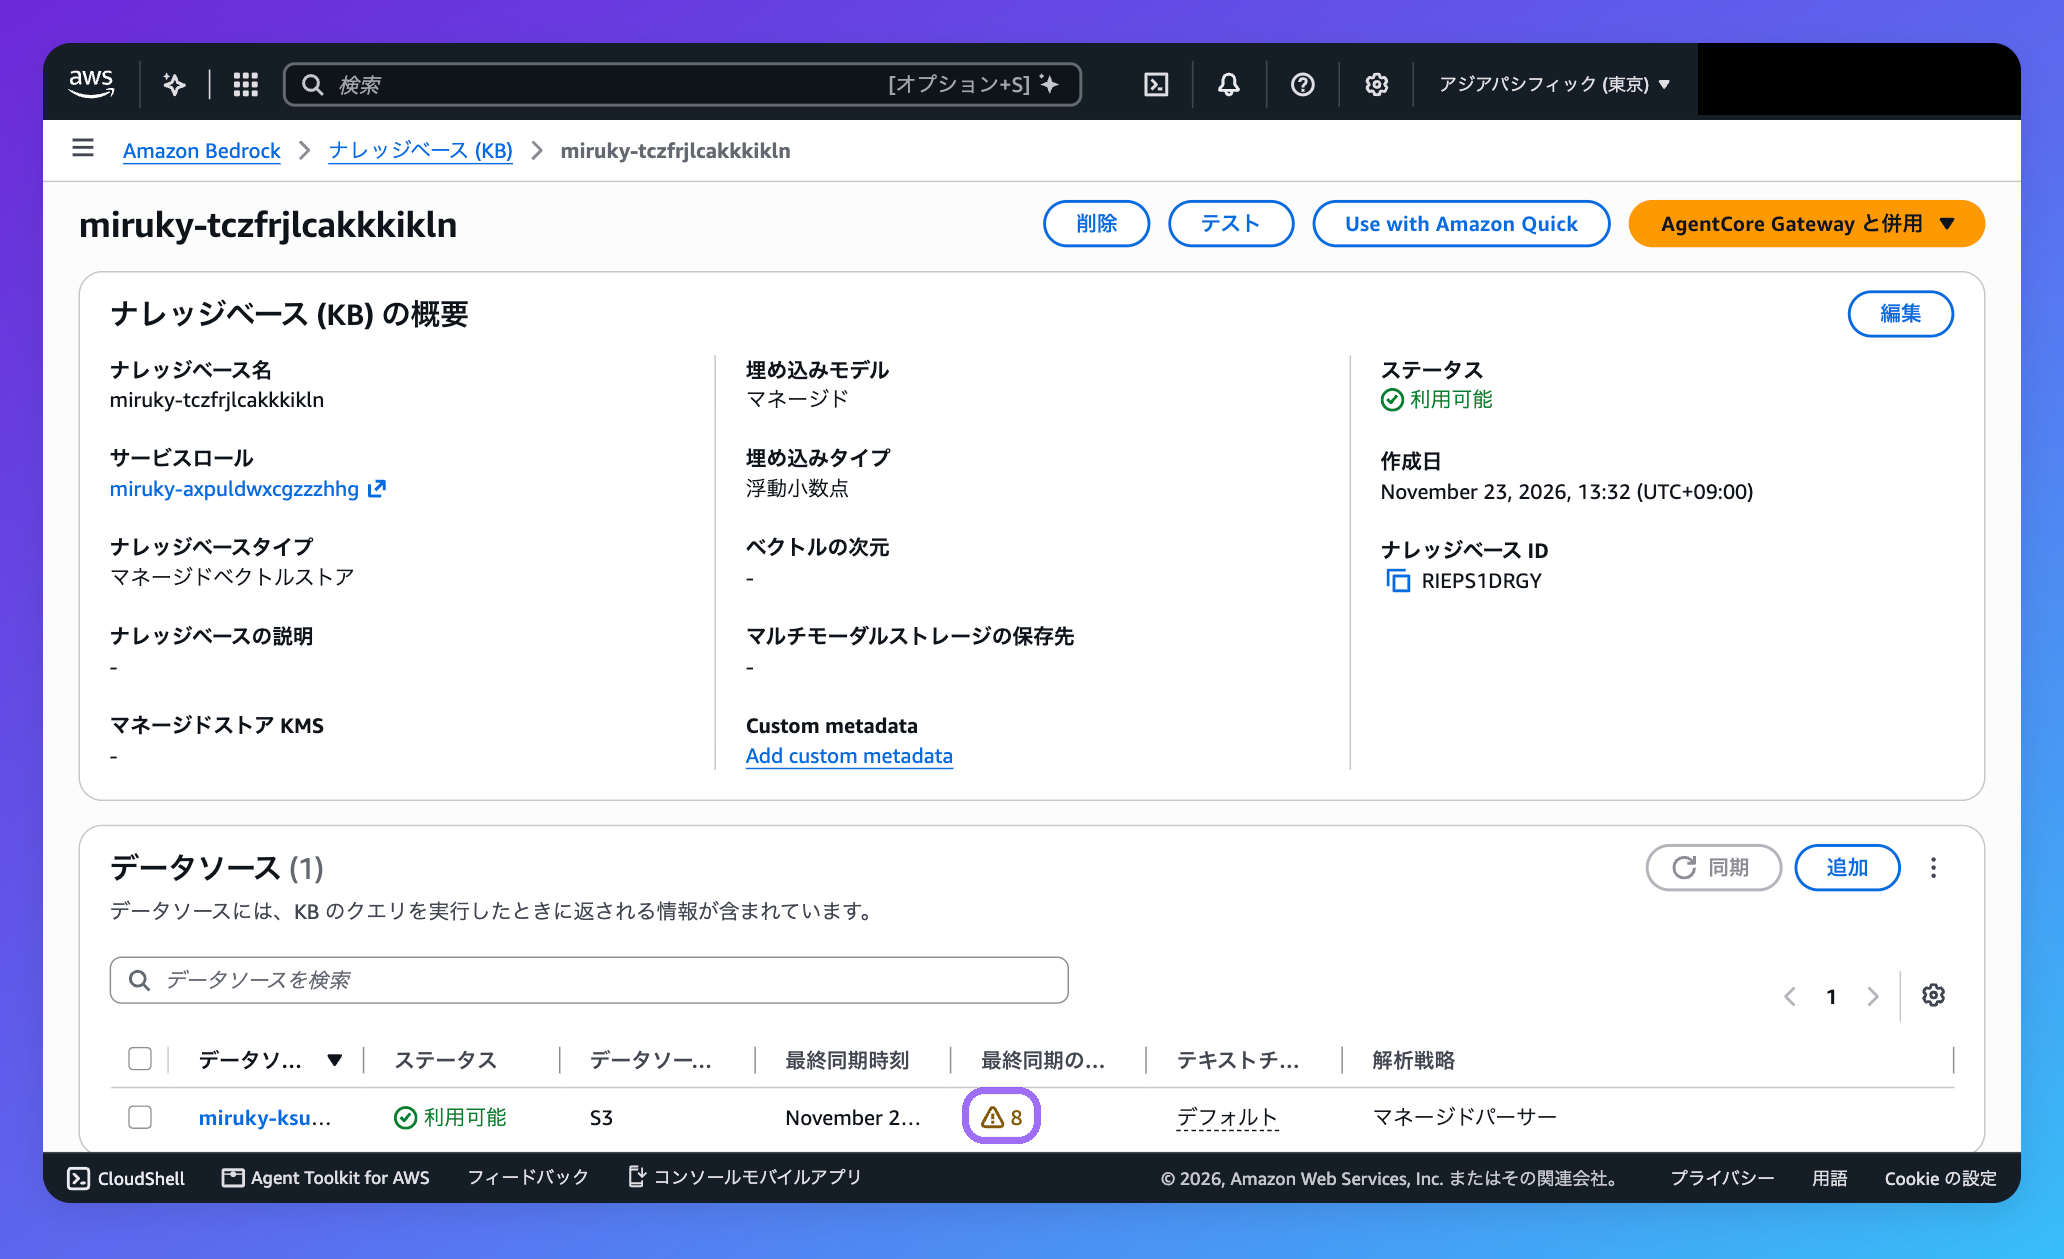 aws
検索 [オプション+S]
アジアパシフィック (東京) ▼
Amazon Bedrock > ナレッジベース (KB) > miruky-tczfrjlcakkkikln
miruky-tczfrjlcakkkikln
削除 テスト Use with Amazon Quick AgentCore Gateway と併用 ▼
ナレッジベース (KB) の概要
編集
ナレッジベース名
miruky-tczfrjlcakkkikln
サービスロール
miruky-axpuldwxcgzzzhhg
ナレッジベースタイプ
マネージドベクトルストア
ナレッジベースの説明
-
マネージドストア KMS
-
埋め込みモデル
マネージド
埋め込みタイプ
浮動小数点
ベクトルの次元
-
マルチモーダルストレージの保存先
-
Custom metadata
Add custom metadata
ステータス
利用可能
作成日
November 23, 2026, 13:32 (UTC+09:00)
ナレッジベース ID
RIEPS1DRGY
データソース (1)
同期 追加
データソースには、KB のクエリを実行したときに返される情報が含まれています。
データソースを検索
1
データソ... ▼ ステータス データソー... 最終同期時刻 最終同期の... テキストチ... 解析戦略
miruky-ksu... 利用可能 S3 November 2... 8 デフォルト マネージドパーサー
CloudShell Agent Toolkit for AWS フィードバック コンソールモバイルアプリ © 2026, Amazon Web Services, Inc. またはその関連会社。 プライバシー 用語 Cookie の設定